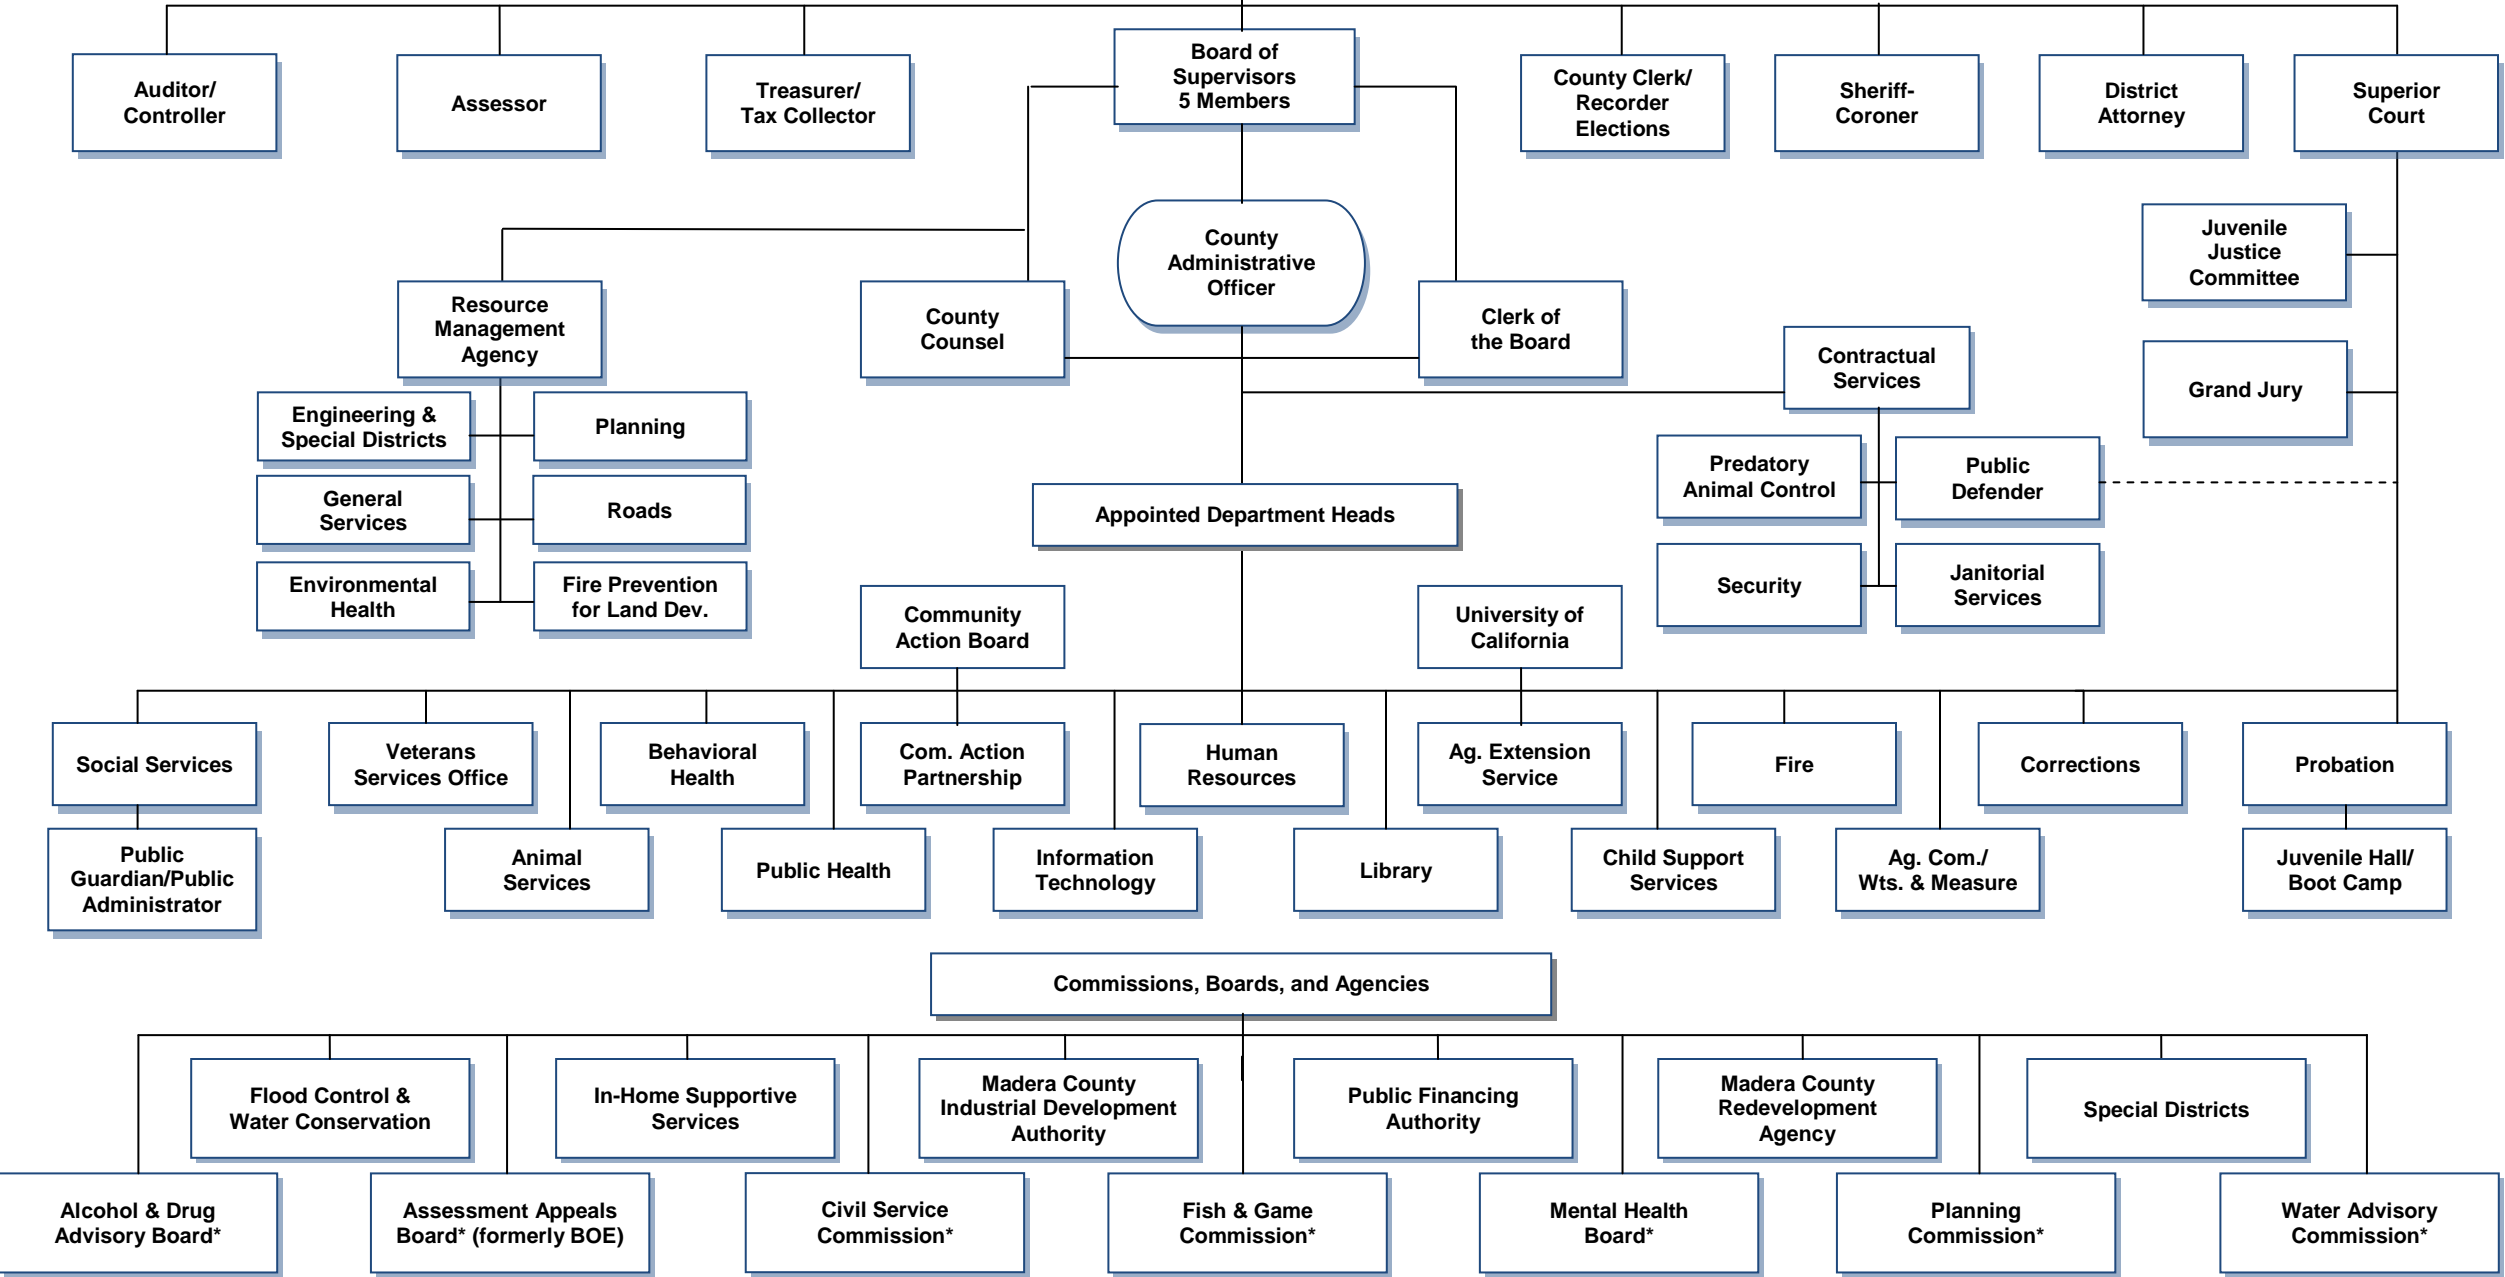 Auditor/
Controller
Assessor
Treasurer/
Tax Collector
Board of
Supervisors
5 Members
County Clerk/
Recorder
Elections
Sheriff-
Coroner
District
Attorney
Superior
Court
Juvenile
Justice
Committee
County
Administrative
Officer
Resource
Management
Agency
County
Counsel
Clerk of
the Board
Contractual
Services
Grand Jury
Engineering &
Special Districts
Planning
Predatory
Animal Control
Public
Defender
General
Services
Roads
Appointed Department Heads
Environmental
Health
Fire Prevention
for Land Dev.
Security
Janitorial
Services
Community
Action Board
University of
California
Social Services
Veterans
Services Office
Behavioral
Health
Com. Action
Partnership
Human
Resources
Ag. Extension
Service
Fire
Corrections
Probation
Public
Guardian/Public
Administrator
Animal
Services
Public Health
Information
Technology
Library
Child Support
Services
Ag. Com./
Wts. & Measure
Juvenile Hall/
Boot Camp
Commissions, Boards, and Agencies
Flood Control &
Water Conservation
In-Home Supportive
Services
Madera County
Industrial Development
Authority
Public Financing
Authority
Madera County
Redevelopment
Agency
Special Districts
Alcohol & Drug
Advisory Board*
Assessment Appeals
Board* (formerly BOE)
Civil Service
Commission*
Fish & Game
Commission*
Mental Health
Board*
Planning
Commission*
Water Advisory
Commission*